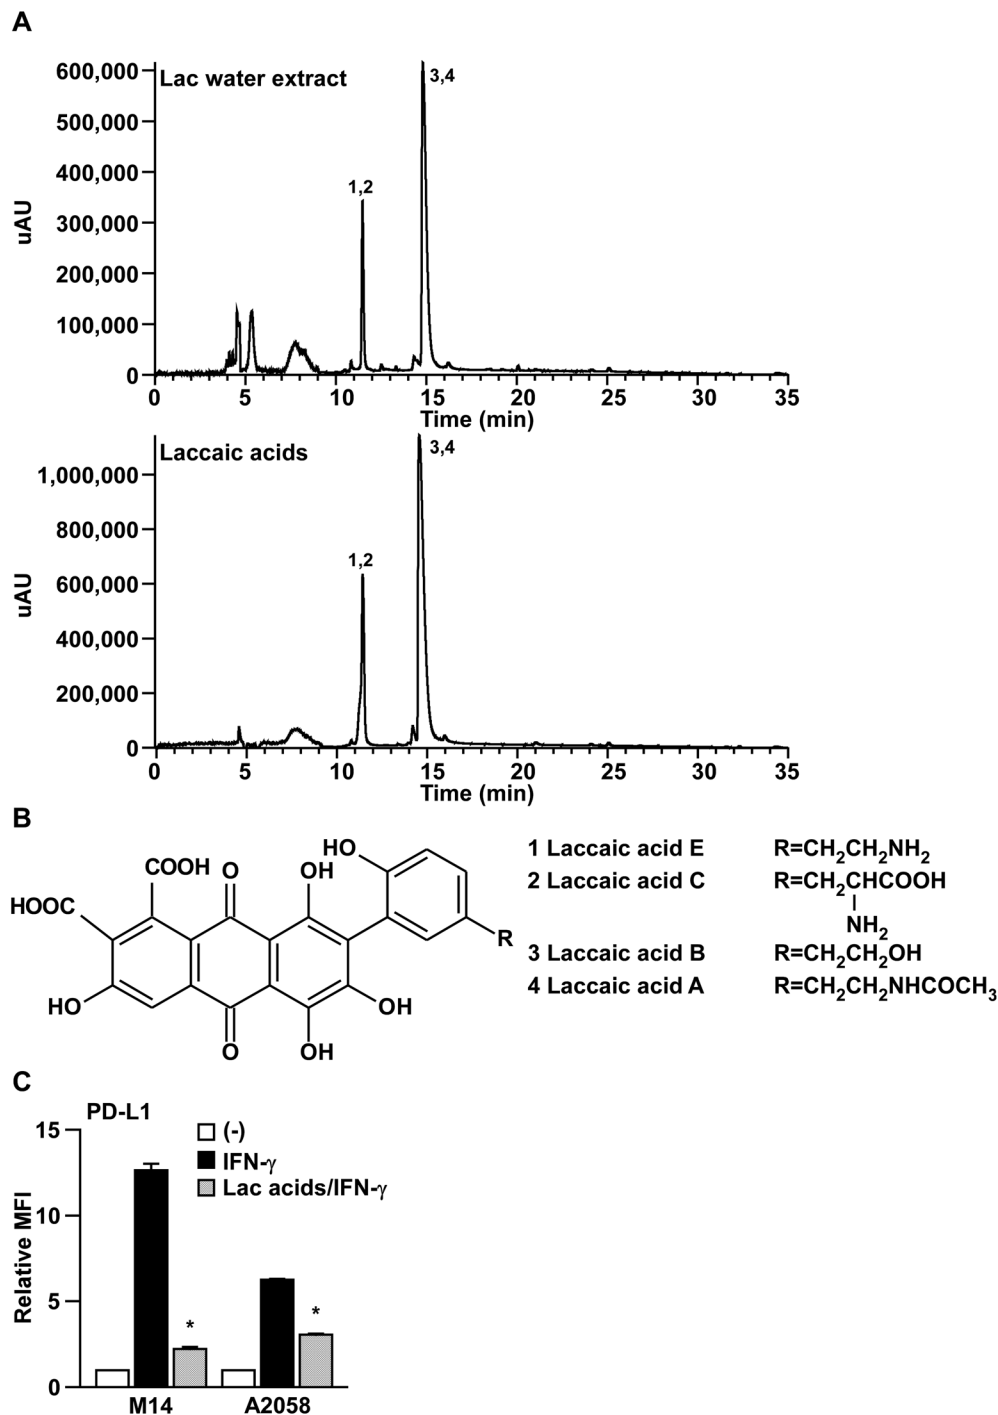 A
Lac water extract
600,000
500,000
400,000
300,000
200,000
100,000
0
uAU
1,2
3,4
0 5 10 15 20 25 30 35
Time (min)
Laccaic acids
1,000,000
800,000
600,000
400,000
200,000
0
uAU
1,2
3,4
0 5 10 15 20 25 30 35
Time (min)
B
HOOC COOH O OH HO
HO O OH OH R
1 Laccaic acid E R=CH₂CH₂NH₂
2 Laccaic acid C R=CH₂CHCOOH
NH₂
3 Laccaic acid B R=CH₂CH₂OH
4 Laccaic acid A R=CH₂CH₂NHCOCH₃
C
PD-L1
(-)
IFN-γ
Lac acids/IFN-γ
15
10
5
0
Relative MFI
* *
M14 A2058